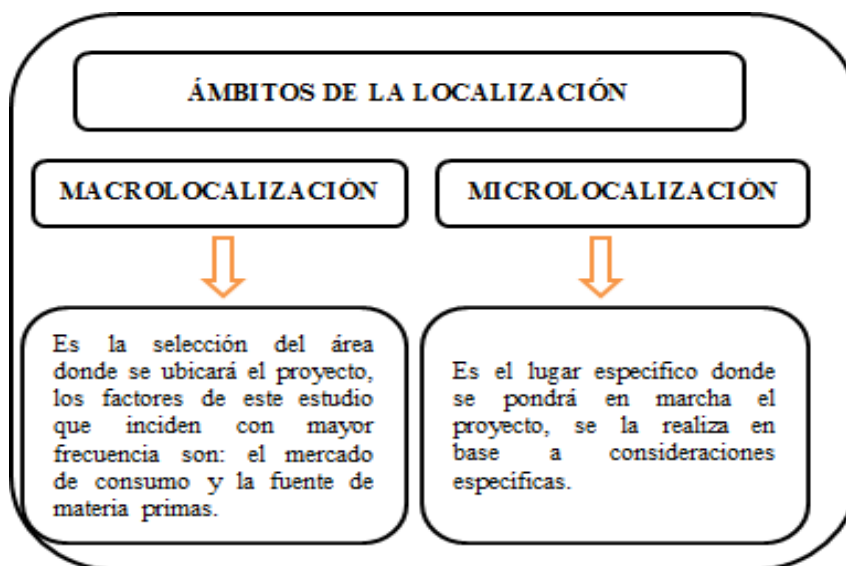 ÁMBITOS DE LA LOCALIZACIÓN
MACROLOCALIZACIÓN
MICROLOCALIZACIÓN
Es la selección del área
donde se ubicará el proyecto,
los factores de este estudio
que inciden con mayor
frecuencia son: el mercado
de consumo y la fuente de
materia primas.
Es el lugar específico donde
se pondrá en marcha el
proyecto, se la realiza en
base a consideraciones
específicas.